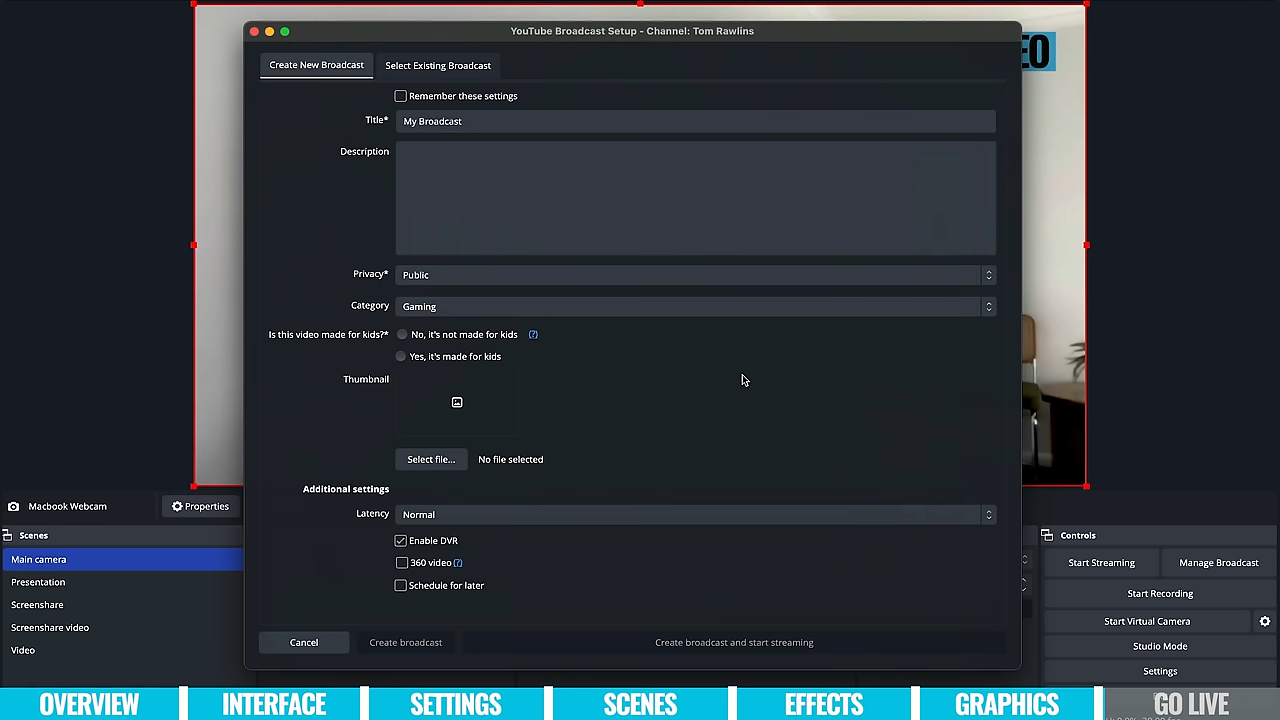 YouTube Broadcast Setup - Channel: Tom Rawlins
Create New Broadcast
Select Existing Broadcast
Remember these settings
Title*
My Broadcast
Description
Privacy*
Public
Category
Gaming
Is this video made for kids?*
No, it's not made for kids
(?)
Yes, it's made for kids
Thumbnail
Select file...
No file selected
Additional settings
Latency
Normal
Enable DVR
360 video (?)
Schedule for later
Cancel
Create broadcast
Create broadcast and start streaming
EO
Macbook Webcam
Properties
Scenes
Main camera
Presentation
Screenshare
Screenshare video
Video
Controls
Start Streaming
Manage Broadcast
Start Recording
Start Virtual Camera
Studio Mode
Settings
OVERVIEW
INTERFACE
SETTINGS
SCENES
EFFECTS
GRAPHICS
GO LIVE